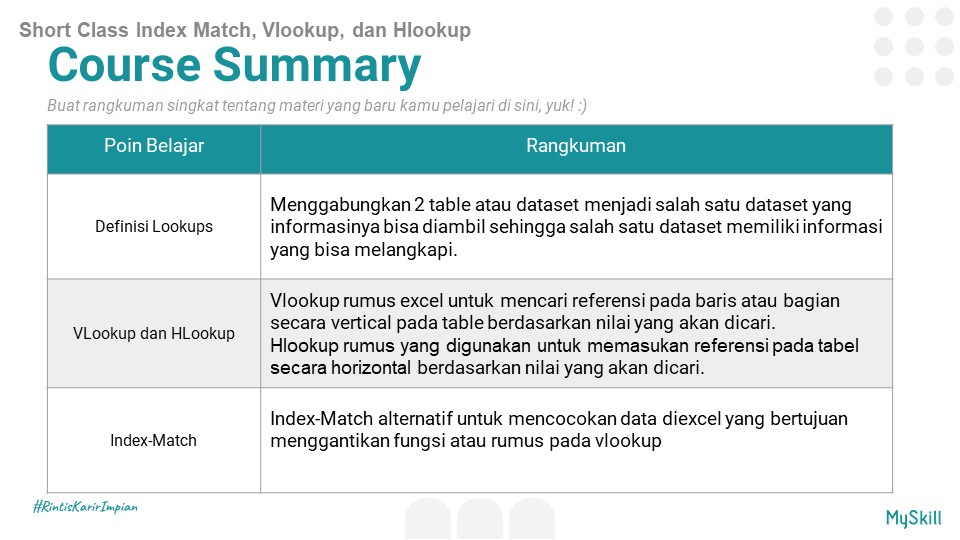 Short Class Index Match, Vlookup, dan Hlookup
Course Summary
Buat rangkuman singkat tentang materi yang baru kamu pelajari di sini, yuk! :)
Poin Belajar
Rangkuman
Definisi Lookups
Menggabungkan 2 table atau dataset menjadi salah satu dataset yang
informasinya bisa diambil sehingga salah satu dataset memiliki informasi
yang bisa melangkapi.
VLookup dan HLookup
Vlookup rumus excel untuk mencari referensi pada baris atau bagian
secara vertical pada table berdasarkan nilai yang akan dicari.
Hlookup rumus yang digunakan untuk memasukan referensi pada tabel
secara horizontal berdasarkan nilai yang akan dicari.
Index-Match
Index-Match alternatif untuk mencocokan data diexcel yang bertujuan
menggantikan fungsi atau rumus pada vlookup
#RintisKarirImpian
MySkill